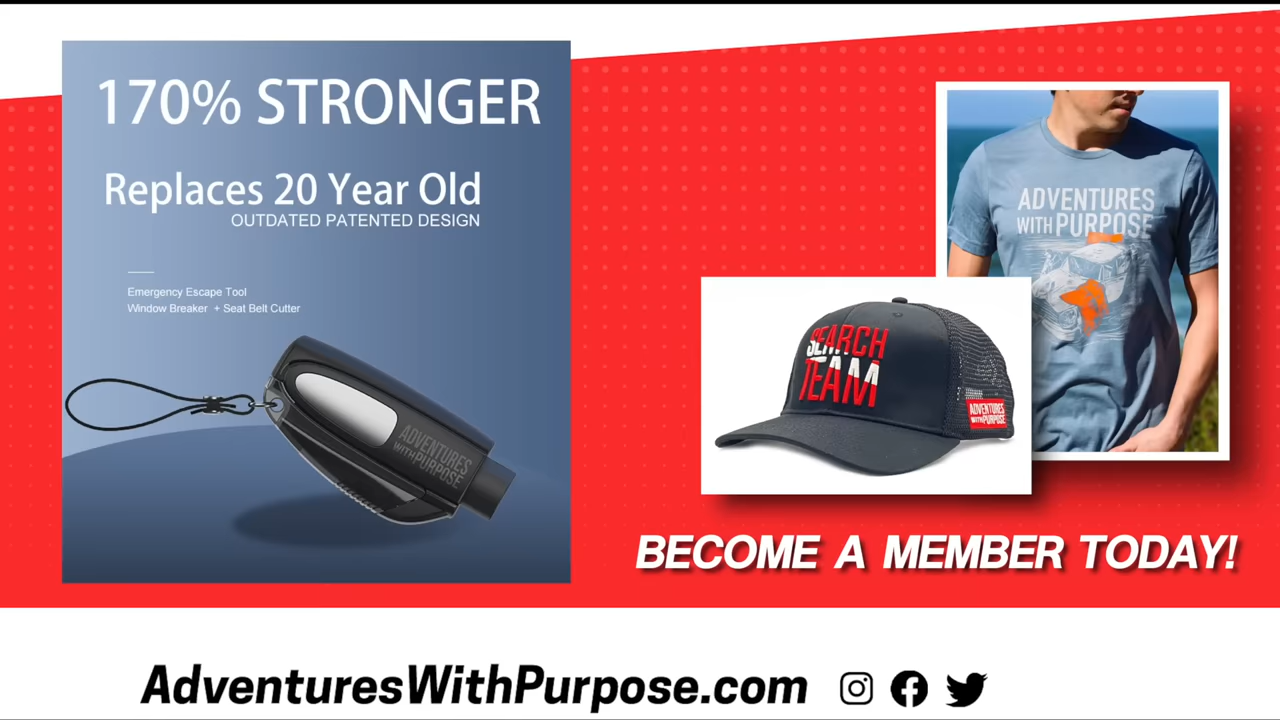 170% STRONGER
Replaces 20 Year Old
OUTDATED PATENTED DESIGN
Emergency Escape Tool
Window Breaker + Seat Belt Cutter
ADVENTURES
WITH PURPOSE
ADVENTURES
WITH PURPOSE
SEARCH
TEAM
ADVENTURES
WITH PURPOSE
BECOME A MEMBER TODAY!
AdventuresWithPurpose.com